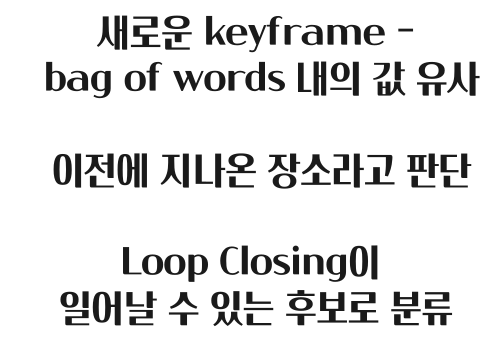 새로운 keyframe -
bag of words 내의 값 유사
이전에 지나온 장소라고 판단
Loop Closing이
일어날 수 있는 후보로 분류